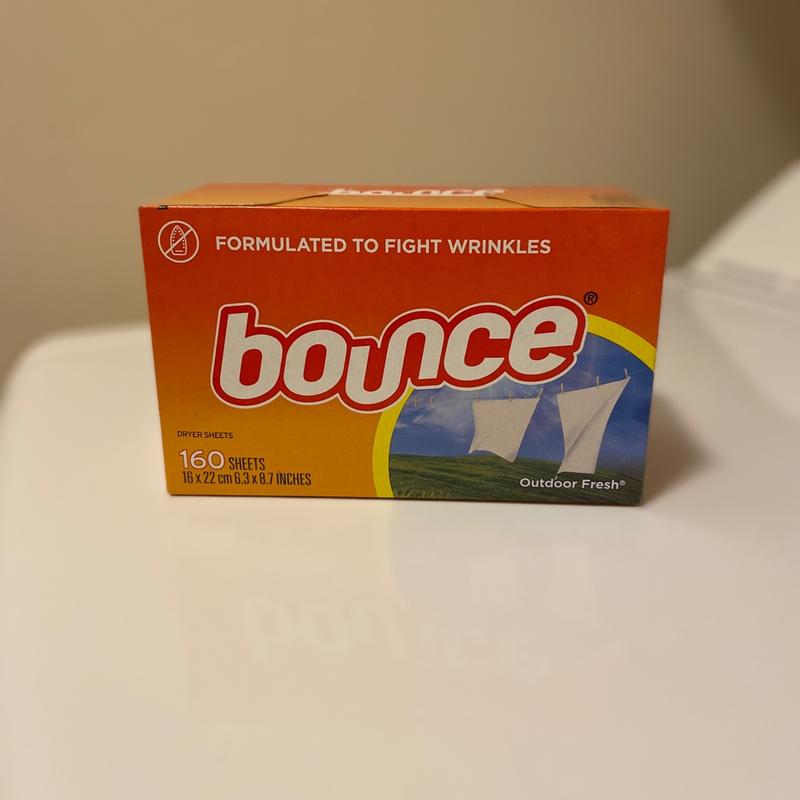 bounce
FORMULATED TO FIGHT WRINKLES
bounce®
DRYER SHEETS
160 SHEETS
16 x 22 cm 6.3 x 8.7 INCHES
Outdoor Fresh®